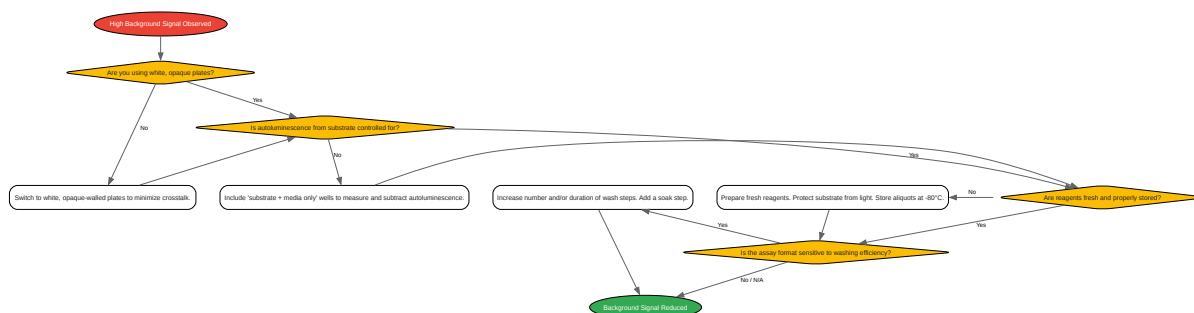 High Background Signal Observed
Are you using white, opaque plates?
Yes
Is autoluminescence from substrate controlled for?
No
No
Yes
Switch to white, opaque-walled plates to minimize crosstalk.
Include 'substrate + media only' wells to measure and subtract autoluminescence.
Increase number and/or duration of wash steps. Add a soak step.
Prepare fresh reagents. Protect substrate from light. Store aliquots at -80°C.
No
Are reagents fresh and properly stored?
Yes
Yes
Is the assay format sensitive to washing efficiency?
No / N/A
Background Signal Reduced